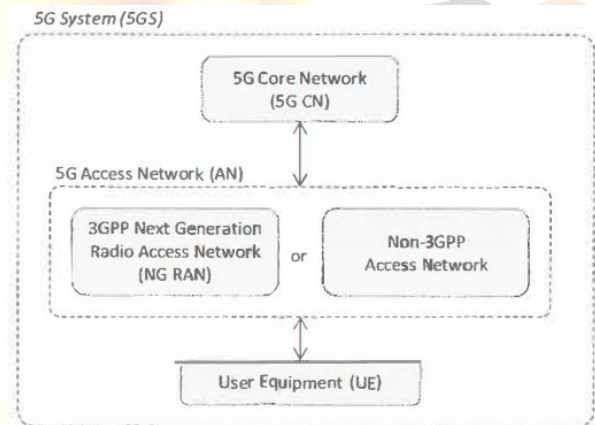 5G System (5GS)
5G Core Network
(5G CN)
5G Access Network (AN)
3GPP Next Generation
Radio Access Network
(NG RAN)
or
Non-3GPP
Access Network
User Equipment (UE)